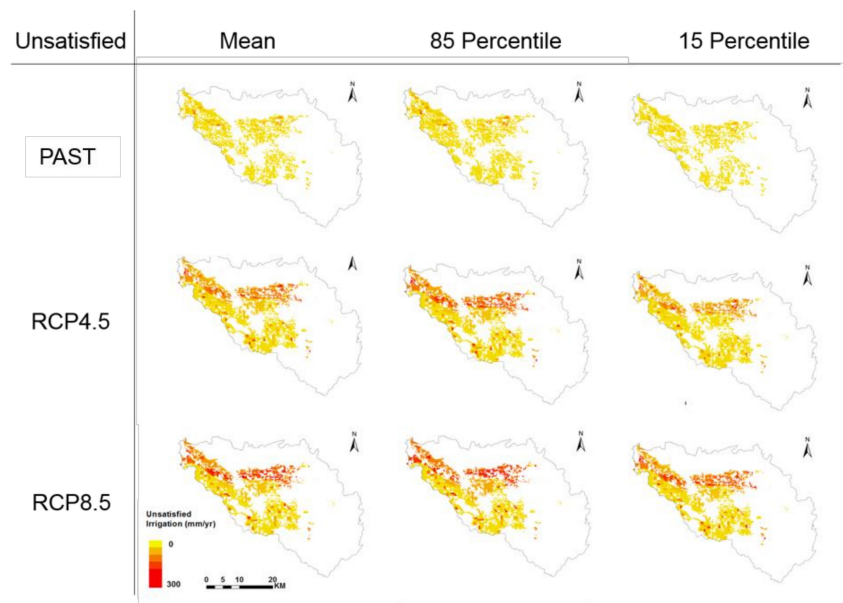 Unsatisfied Mean 85 Percentile 15 Percentile
N N N
PAST
N N
RCP4.5
N N N
RCP8.5
Unsatisfied
Irrigation (mm/yr)
0
300
0 5 10 20
KM